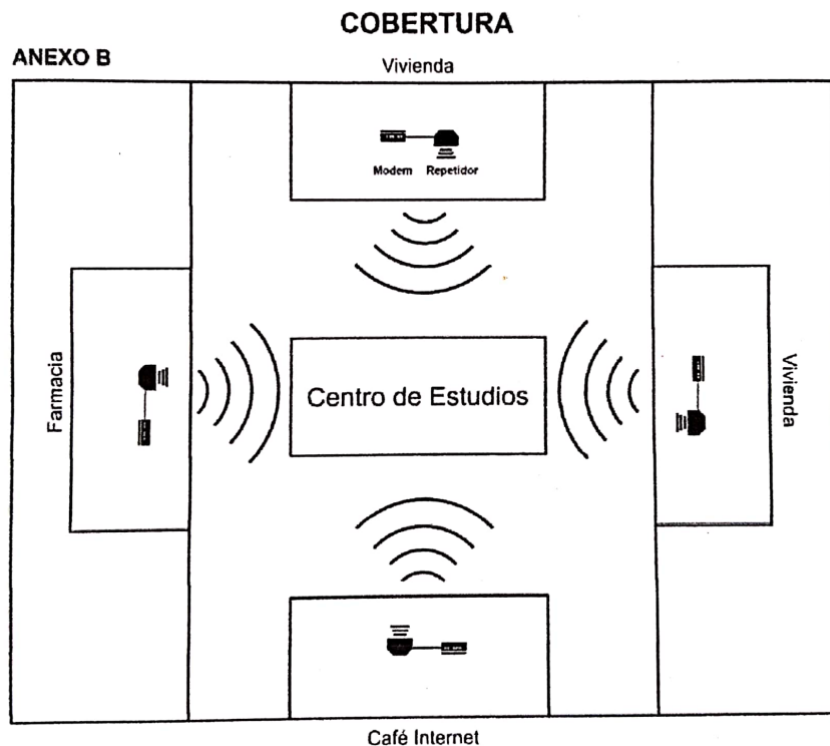 COBERTURA
ANEXO B
Vivienda
Modem Repetidor
Farmacia
Centro de Estudios
Vivienda
Café Internet